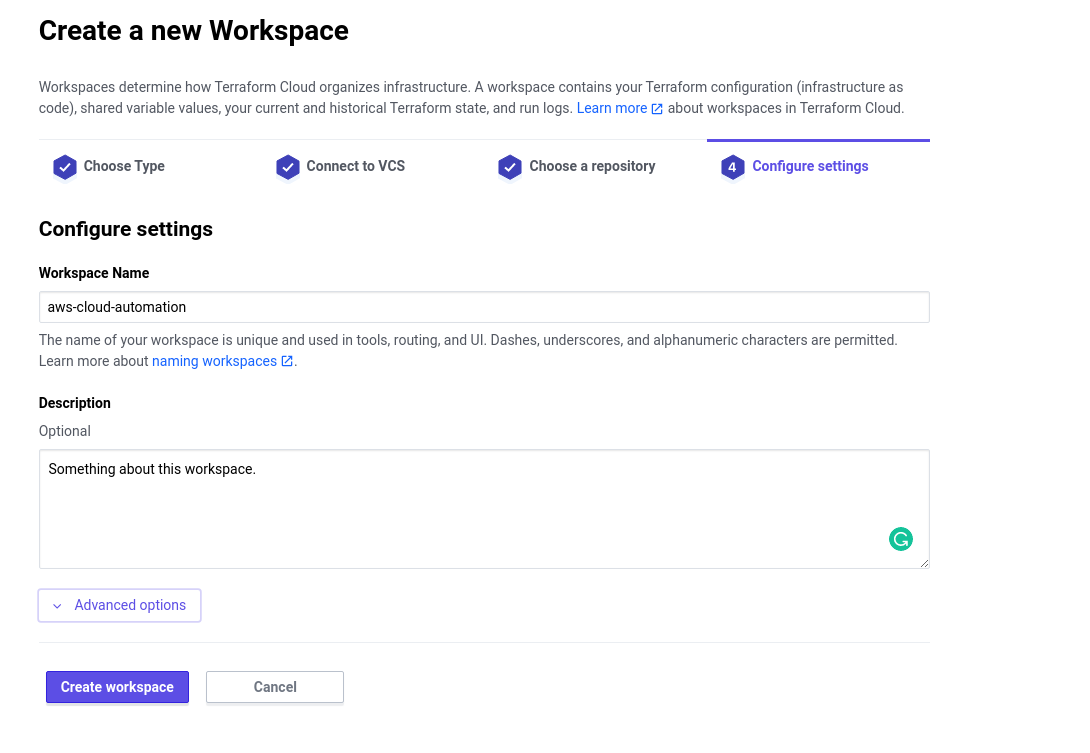 Create a new Workspace
Workspaces determine how Terraform Cloud organizes infrastructure. A workspace contains your Terraform configuration (infrastructure as
code), shared variable values, your current and historical Terraform state, and run logs. Learn more about workspaces in Terraform Cloud.
Choose Type
Connect to VCS
Choose a repository
4 Configure settings
Configure settings
Workspace Name
aws-cloud-automation
The name of your workspace is unique and used in tools, routing, and UI. Dashes, underscores, and alphanumeric characters are permitted.
Learn more about naming workspaces.
Description
Optional
Something about this workspace.
Advanced options
Create workspace
Cancel